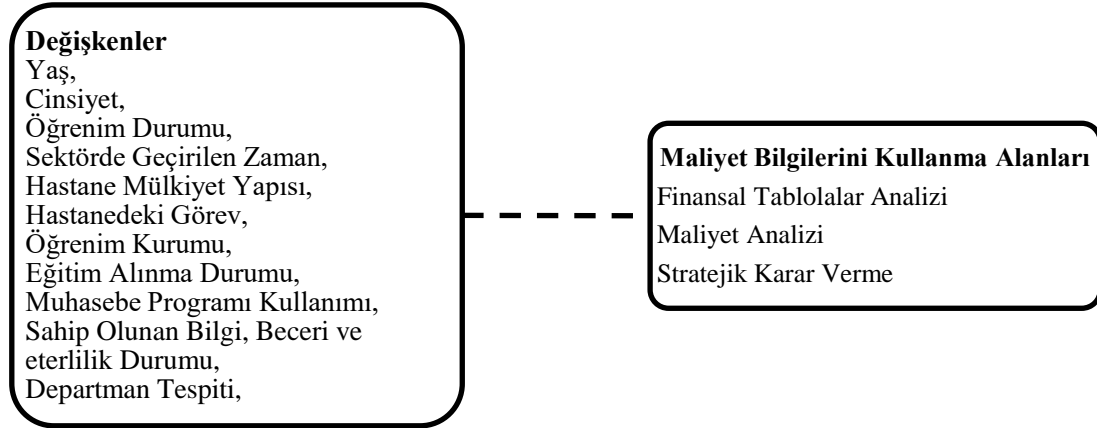 Değişkenler
Yaş,
Cinsiyet,
Öğrenim Durumu,
Sektörde Geçirilen Zaman,
Hastane Mülkiyet Yapısı,
Hastanedeki Görev,
Öğrenim Kurumu,
Eğitim Alınma Durumu,
Muhasebe Programı Kullanımı,
Sahip Olunan Bilgi, Beceri ve
eterlilik Durumu,
Departman Tespiti,
Maliyet Bilgilerini Kullanma Alanları
Finansal Tablolalar Analizi
Maliyet Analizi
Stratejik Karar Verme